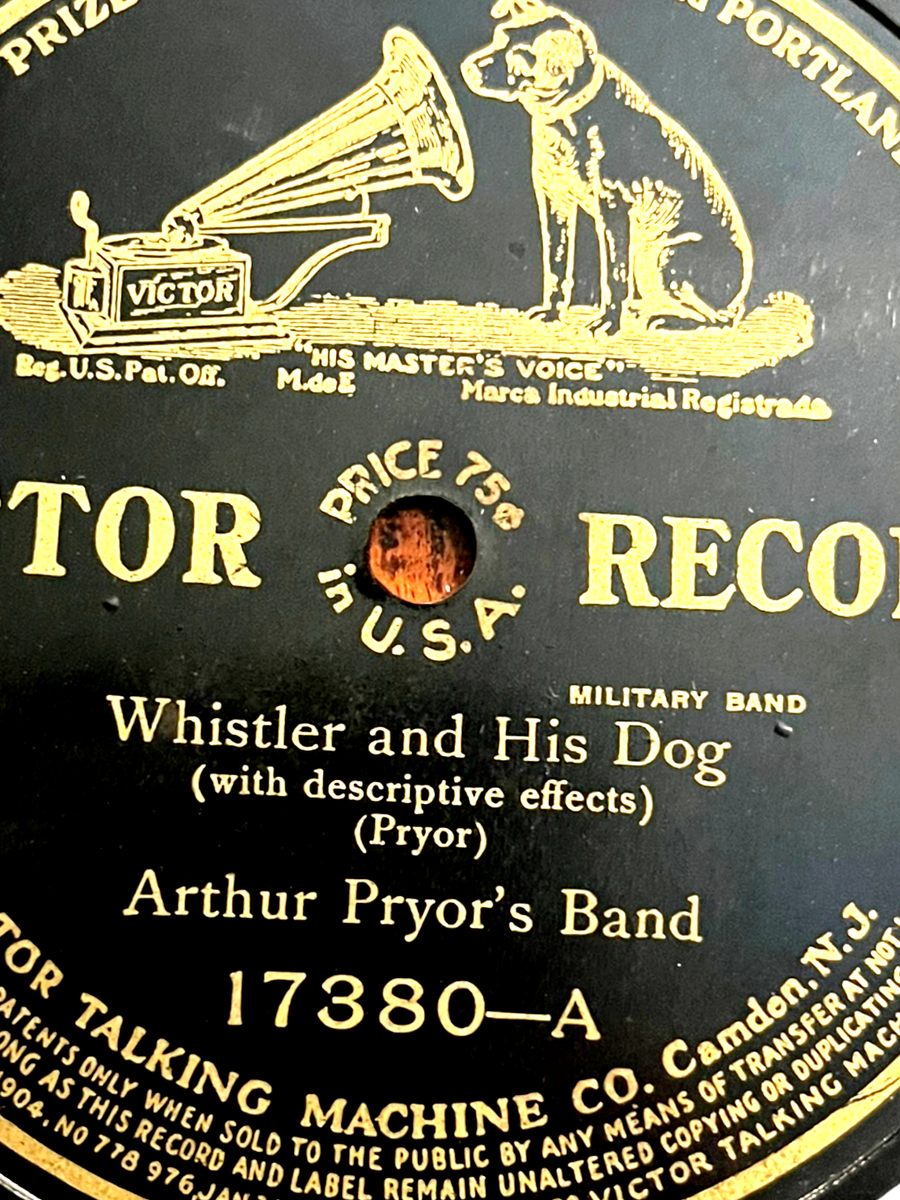 PRIZE
PORTLAN
VICTOR
"HIS MASTER'S VOICE"
Reg. U.S. Pat. Off. M.deE Marca Industrial Registrada
PRICE 75¢
TOR RECO
in U.S.A.
MILITARY BAND
Whistler and His Dog
(with descriptive effects)
(Pryor)
Arthur Pryor's Band
17380—A
TOR TALKING MACHINE CO. Camden, N.J.
PATENTS ONLY WHEN SOLD TO THE PUBLIC BY ANY MEANS OF TRANSFER AT NOT
ONG AS THIS RECORD AND LABEL REMAIN UNALTERED COPYING OR DUPLICATING
1904, NO 778 976, JAN VICTOR TALKING MACH